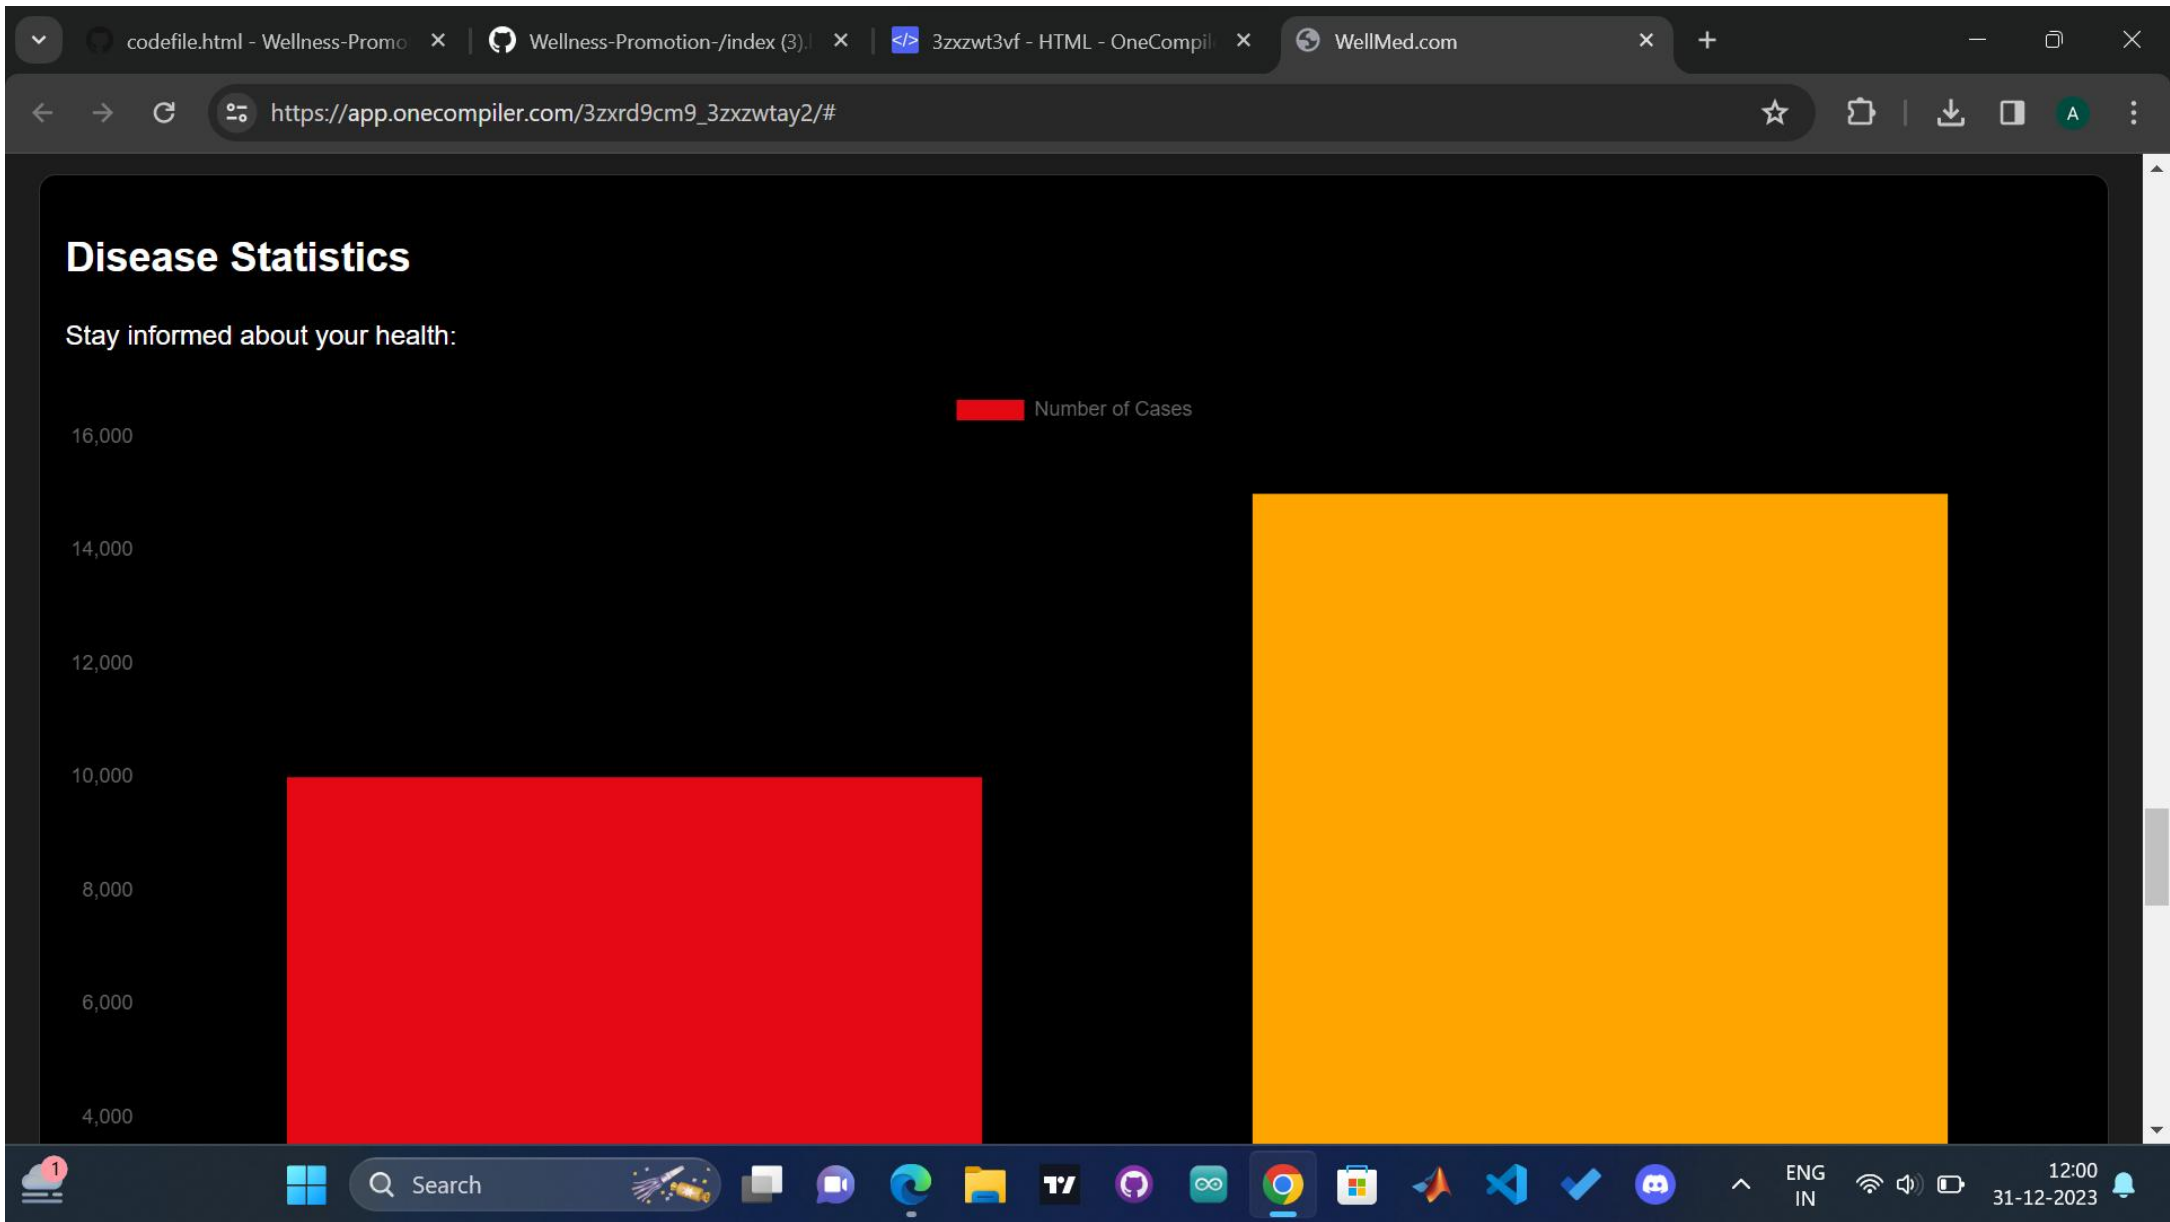 codefile.html - Wellness-Promo
Wellness-Promotion-/index (3).
3zxzwt3vf - HTML - OneCompil
WellMed.com
https://app.onecompiler.com/3zxrd9cm9_3zxzwtay2/#
A
Disease Statistics
Stay informed about your health:
Number of Cases
16,000
14,000
12,000
10,000
8,000
6,000
4,000
1
Search
ENG
IN
12:00
31-12-2023